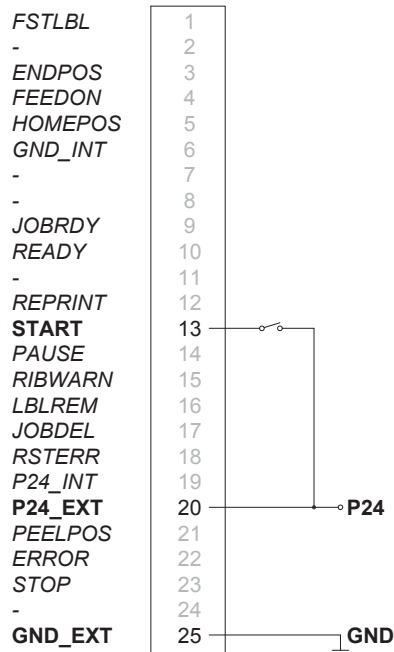 FSTLBL 1
- 2
ENDPOS 3
FEEDON 4
HOMEPOS 5
GND_INT 6
- 7
- 8
JOBRDY 9
READY 10
- 11
REPRINT 12
START 13
PAUSE 14
RIBWARN 15
LBLREM 16
JOBDEL 17
RSTERR 18
P24_INT 19
P24_EXT 20 P24
PEELPOS 21
ERROR 22
STOP 23
- 24
GND_EXT 25 GND